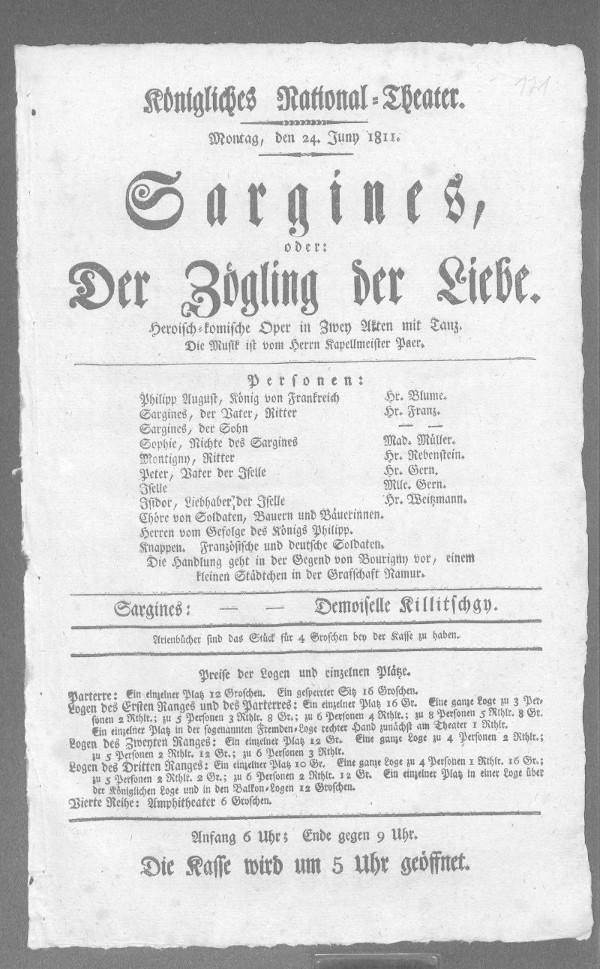 121
Königliches National-Theater.
Montag, den 24. Juny 1811.
Sargines,
oder:
Der Zögling der Liebe.
Heroisch-komische Oper in Zwey Akten mit Tanz.
Die Musik ist vom Herrn Kapellmeister Paer.
Personen:
Philipp August, König von Frankreich Hr. Blume.
Sargines, der Vater, Ritter Hr. Franz.
Sargines, der Sohn — —
Sophie, Nichte des Sargines Mad. Müller.
Montigny, Ritter Hr. Rebenstein.
Peter, Vater der Iselle Hr. Gern.
Iselle Mlle. Gern.
Isidor, Liebhaber der Iselle Hr. Weitzmann.
Chöre von Soldaten, Bauern und Bäuerinnen.
Herren vom Gefolge des Königs Philipp.
Knappen. Französische und deutsche Soldaten.
Die Handlung geht in der Gegend von Bourigny vor, einem
kleinen Städtchen in der Grafschaft Namur.
Sargines: — — Demoiselle Killitschgy.
Arienbücher sind das Stück für 4 Groschen bey der Kasse zu haben.
Preise der Logen und einzelnen Plätze.
Parterre: Ein einzelner Platz 12 Groschen. Ein gesperrter Sitz 16 Groschen.
Logen des Ersten Ranges und des Parterres: Ein einzelner Platz 16 Gr. Eine ganze Loge zu 3 Per-
sonen 2 Rthlr.; zu 5 Personen 3 Rthlr. 8 Gr.; zu 6 Personen 4 Rthlr.; zu 8 Personen 5 Rthlr. 8 Gr.
Ein einzelner Platz in der sogenannten Fremden-Loge rechter Hand zunächst am Theater 1 Rthlr.
Logen des Zweyten Ranges: Ein einzelner Platz 12 Gr. Eine ganze Loge zu 4 Personen 2 Rthlr.;
zu 5 Personen 2 Rthlr. 12 Gr.; zu 6 Personen 3 Rthlr.
Logen des Dritten Ranges: Ein einzelner Platz 10 Gr. Eine ganze Loge zu 4 Personen 1 Rthlr. 16 Gr.;
zu 5 Personen 2 Rthlr. 2 Gr.; zu 6 Personen 2 Rthlr. 12 Gr. Ein einzelner Platz in einer Loge über
der Königlichen Loge und in den Balkon-Logen 12 Groschen.
Vierte Reihe: Amphitheater 6 Groschen.
Anfang 6 Uhr; Ende gegen 9 Uhr.
Die Kasse wird um 5 Uhr geöffnet.